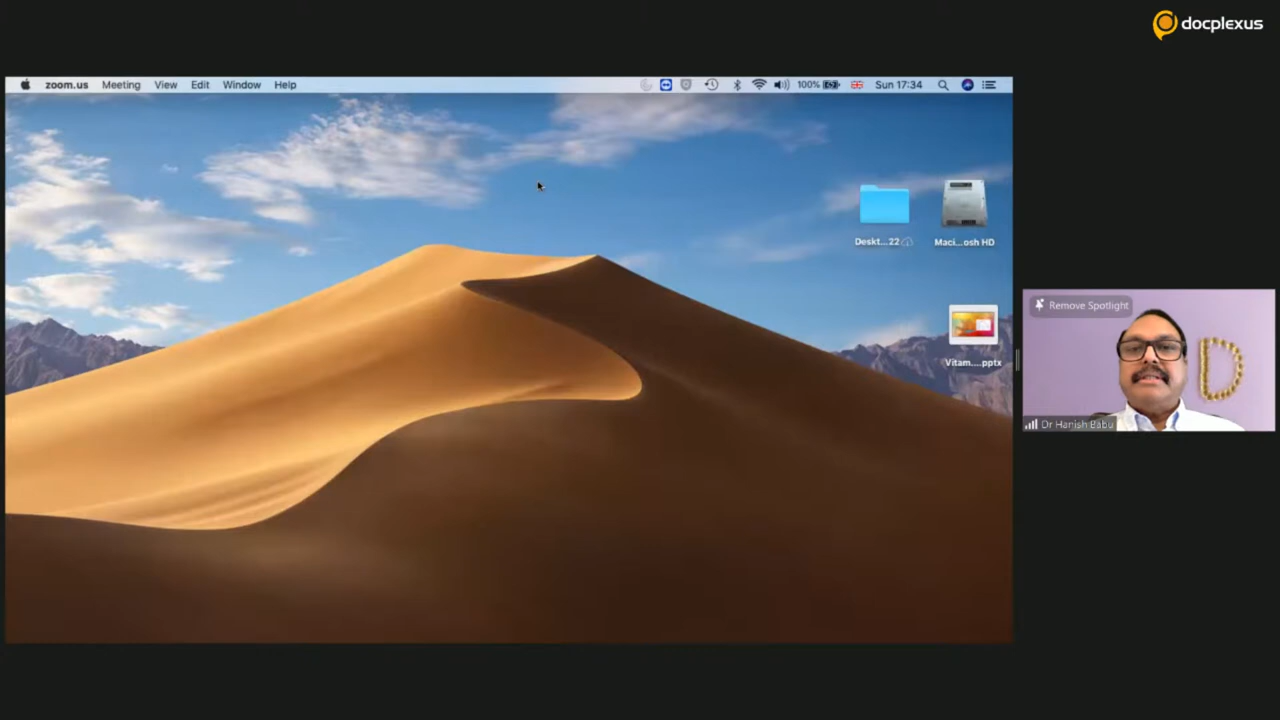 docplexus
zoom.us Meeting View Edit Window Help 100% Sun 17:34
Deskt...22
Maci...osh HD
Remove Spotlight
D
Vitam....pptx
Dr Harish Babu